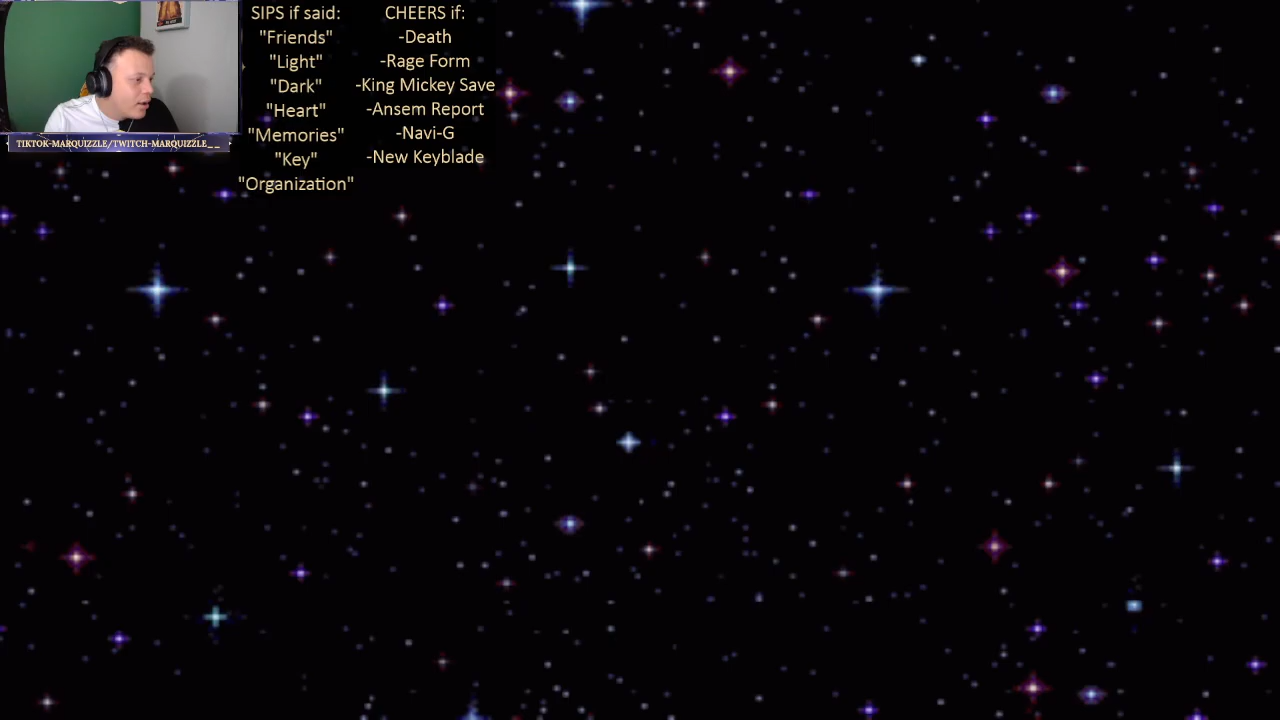 SIPS if said:
"Friends"
"Light"
"Dark"
"Heart"
"Memories"
"Key"
"Organization"
CHEERS if:
-Death
-Rage Form
-King Mickey Save
-Ansem Report
-Navi-G
-New Keyblade
TIKTOK-MARQUIZZLE/TWITCH-MARQUIZZLE__